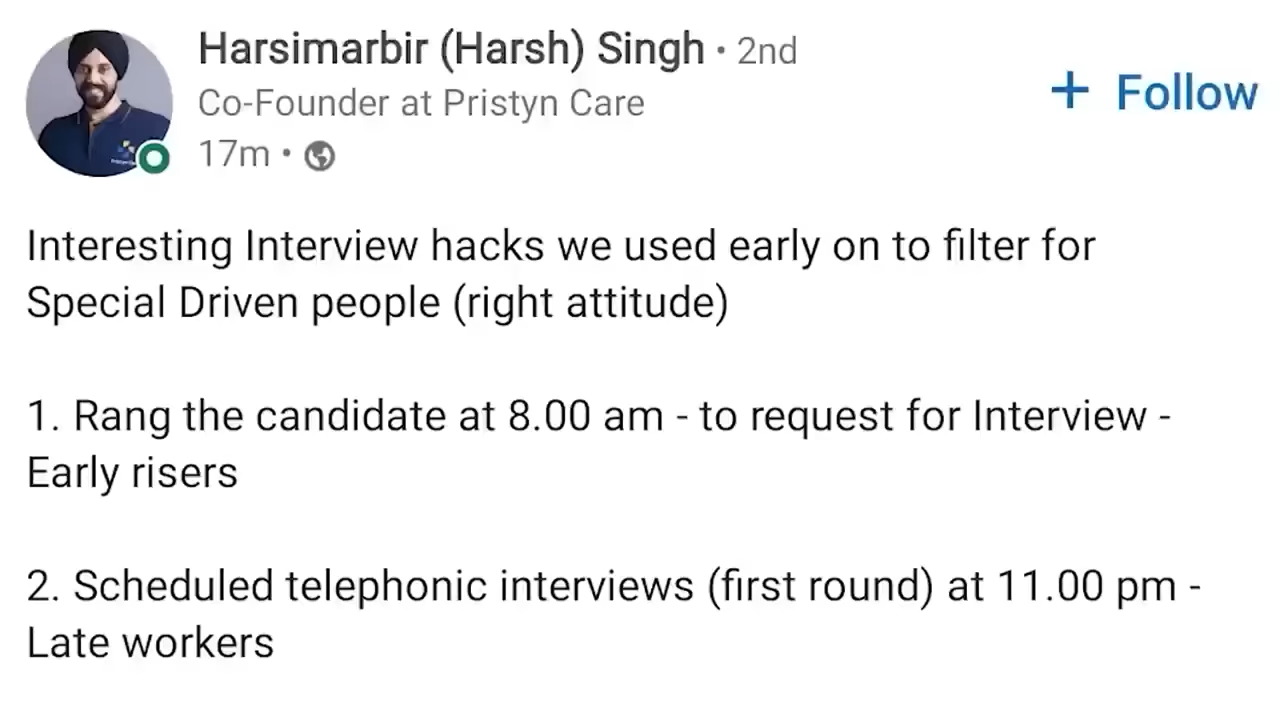 Harsimarbir (Harsh) Singh • 2nd
Co-Founder at Pristyn Care
17m •
+ Follow
Interesting Interview hacks we used early on to filter for
Special Driven people (right attitude)
1. Rang the candidate at 8.00 am - to request for Interview -
Early risers
2. Scheduled telephonic interviews (first round) at 11.00 pm -
Late workers